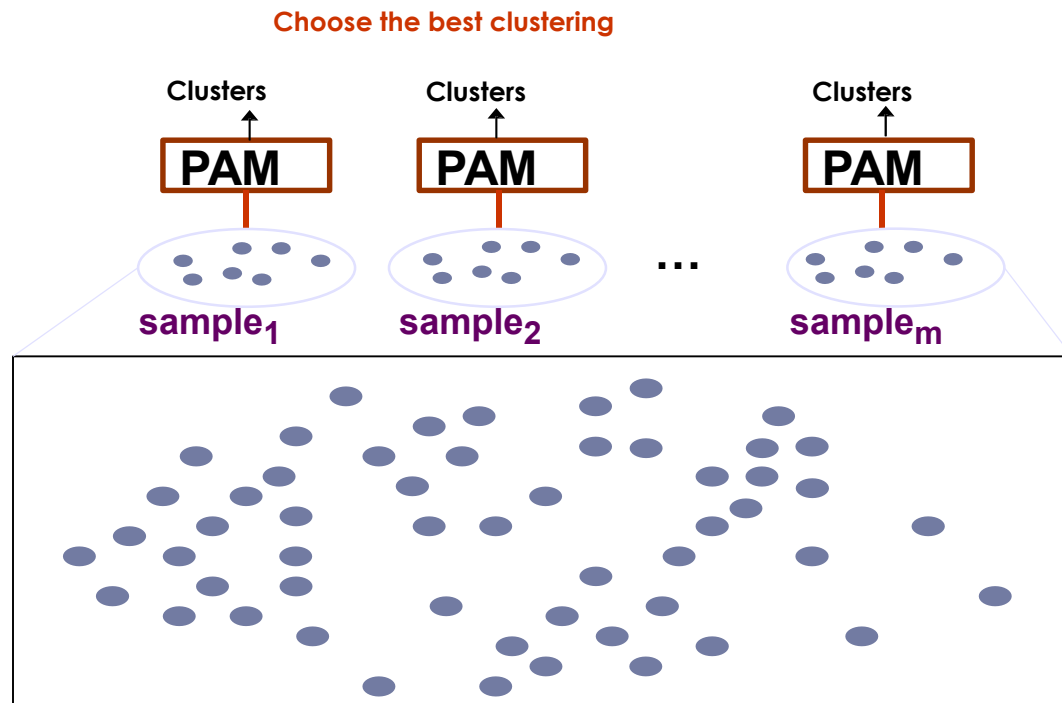 Choose the best clustering
Clusters Clusters Clusters
PAM PAM PAM
...
sample1 sample2 samplem